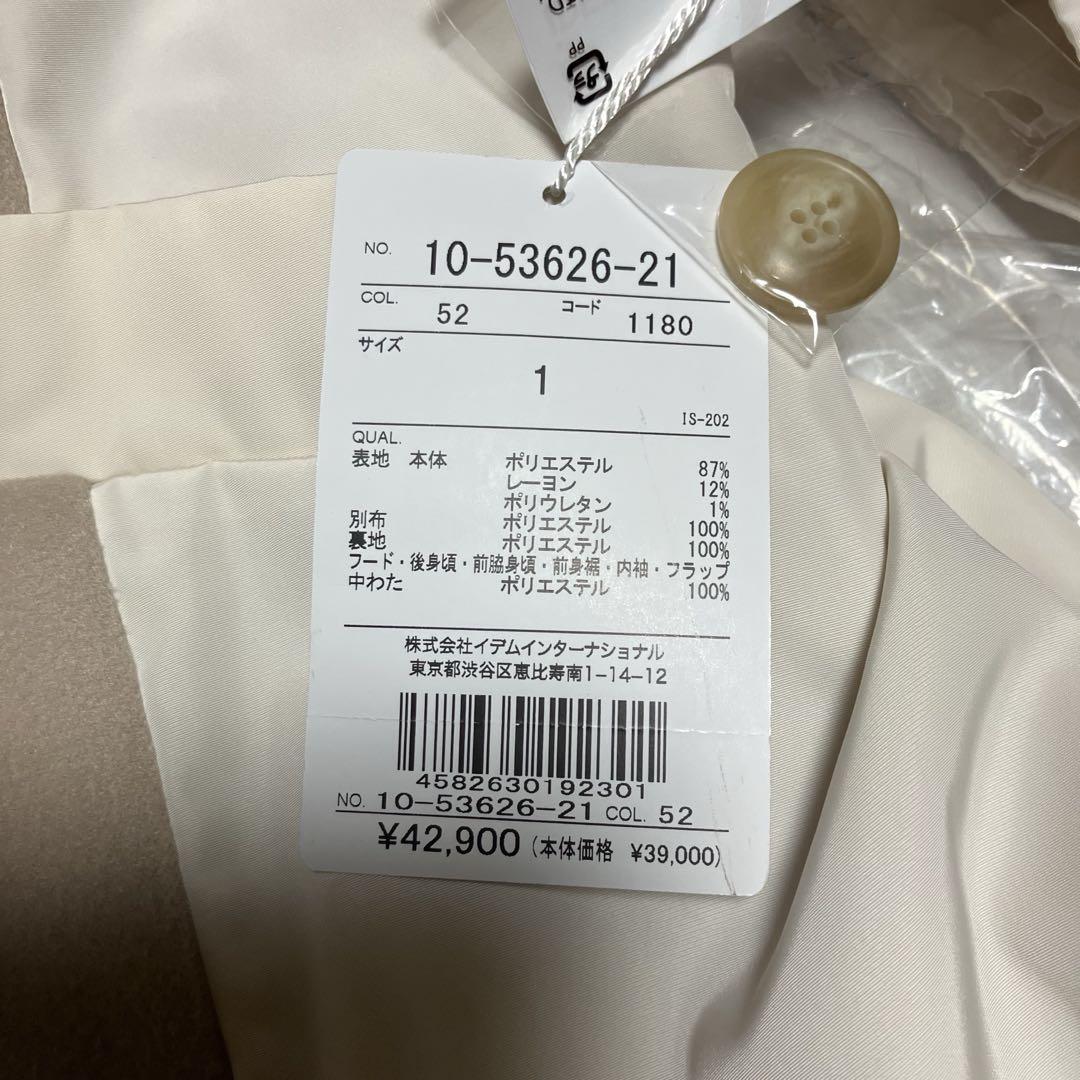 PP
プラ
NO. 10-53626-21
COL. 52 コード 1180
サイズ
1
IS-202
QUAL.
表地 本体 ポリエステル 87%
レーヨン 12%
ポリウレタン 1%
別布 ポリエステル 100%
裏地 ポリエステル 100%
フード・後身頃・前脇身頃・前身裾・内袖・フラップ
中わた ポリエステル 100%
株式会社イデムインターナショナル
東京都渋谷区恵比寿南1-14-12
4582630192301
NO. 10-53626-21 COL. 52
¥42,900 (本体価格 ¥39,000)